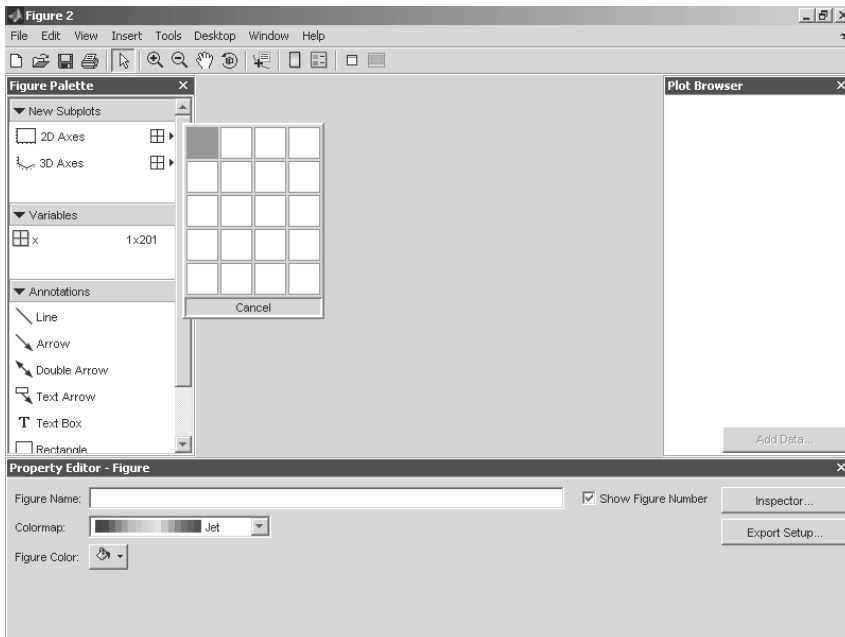 Figure 2
File Edit View Insert Tools Desktop Window Help
Figure Palette
New Subplots
2D Axes
3D Axes
Variables
x 1x201
Annotations
Line
Arrow
Double Arrow
Text Arrow
T Text Box
Rectangle
Cancel
Plot Browser
Add Data...
Property Editor - Figure
Figure Name:
Show Figure Number
Inspector...
Colormap: Jet
Export Setup...
Figure Color: